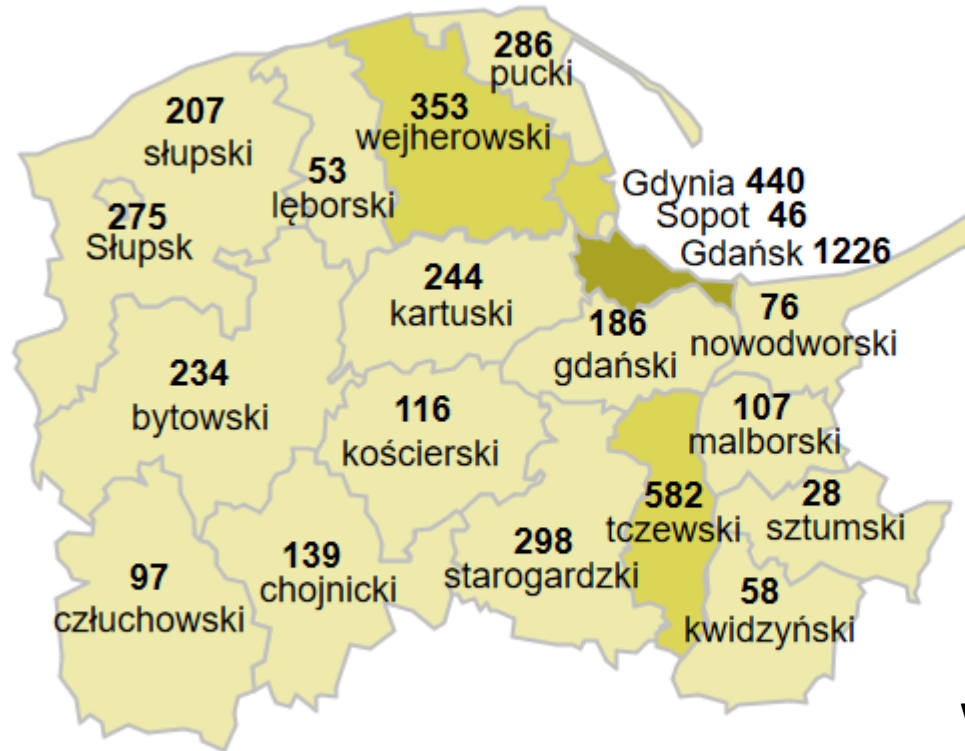 286
pucki
207
słupski
353
wejherowski
53
lęborski
Gdynia 440
Sopot 46
Gdańsk 1226
275
Słupsk
244
kartuski
186
gdański
76
nowodworski
234
bytowski
116
kościerski
107
malborski
582
tczewski
28
sztumski
298
starogardzki
139
chojnicki
97
człuchowski
58
kwidzyński